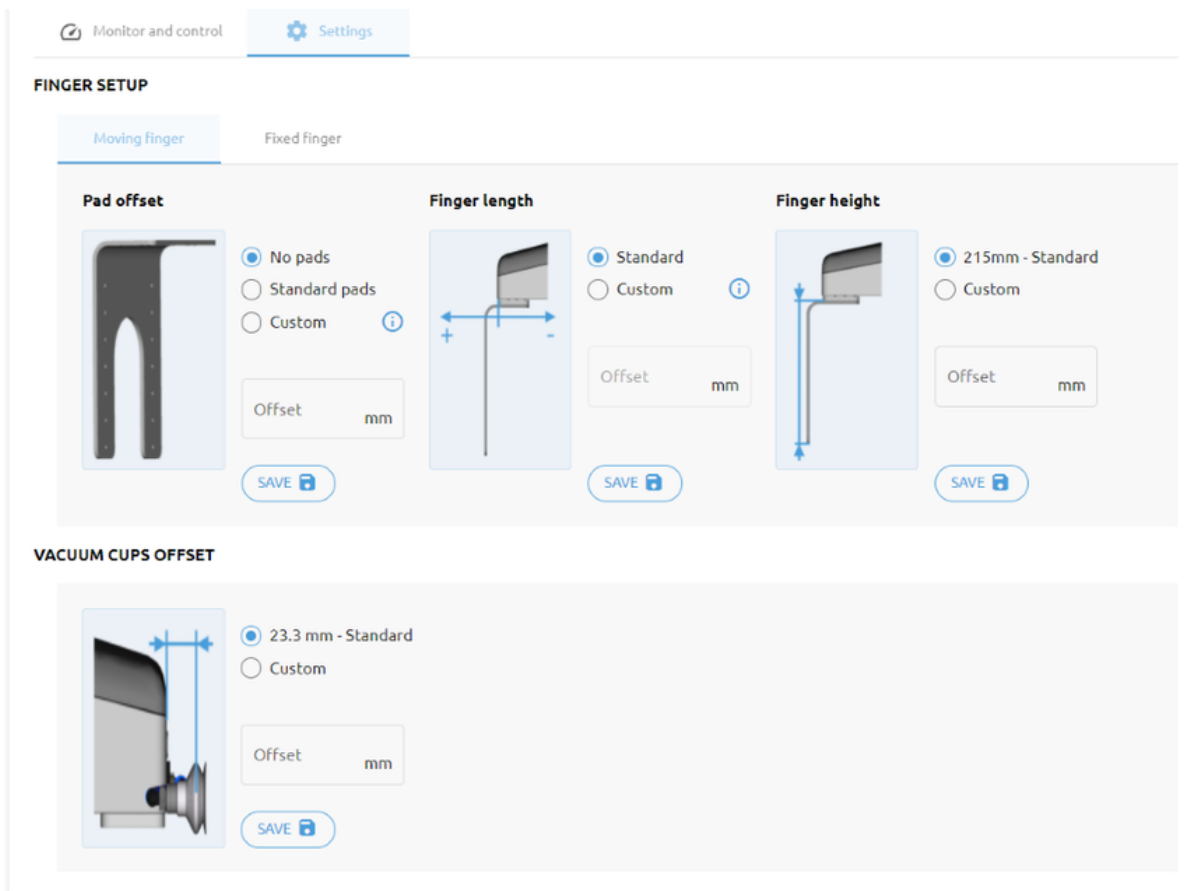 Monitor and control
Settings
FINGER SETUP
Moving finger
Fixed finger
Pad offset
No pads
Standard pads
Custom
Offset
mm
SAVE
Finger length
+
-
Standard
Custom
Offset
mm
SAVE
Finger height
215mm - Standard
Custom
Offset
mm
SAVE
VACUUM CUPS OFFSET
23.3 mm - Standard
Custom
Offset
mm
SAVE